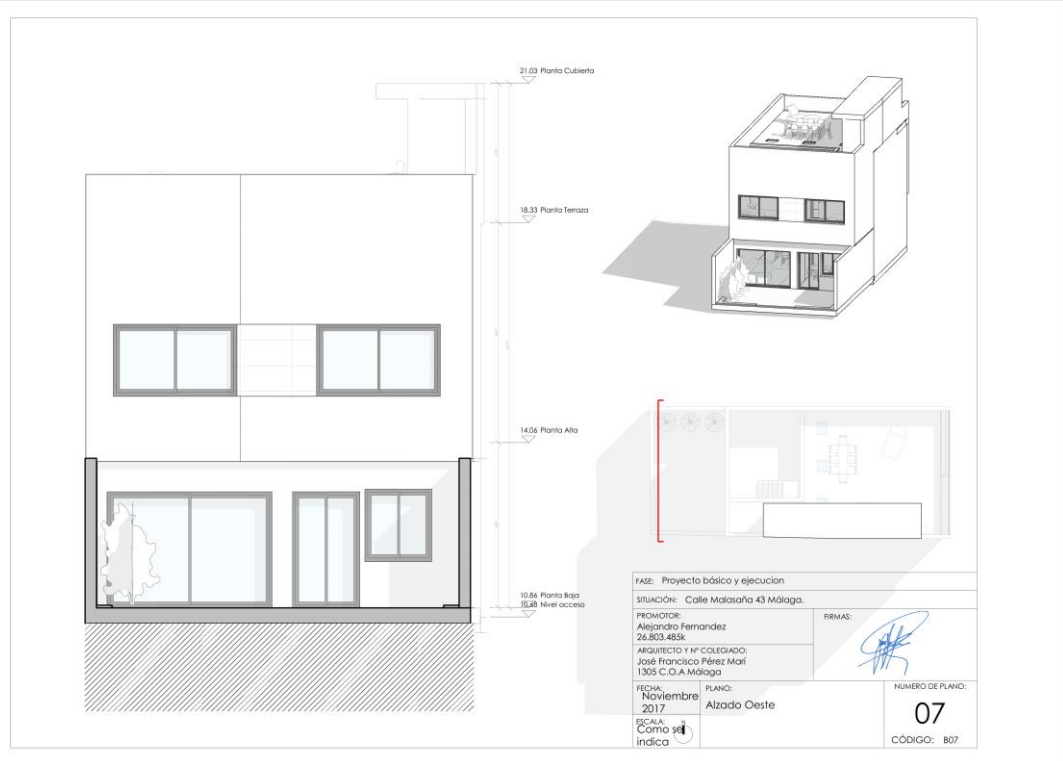 21.03 Planta Cubierta
18.33 Planta Terraza
14.06 Planta Alta
10.86 Planta Baja
10.68 Nivel acceso
FASE: Proyecto básico y ejecucion
SITUACIÓN: Calle Malasaña 43 Málaga.
PROMOTOR:
Alejandro Fernandez
26.803.485k
FIRMAS:
ARQUITECTO Y Nº COLEGIADO:
José Francisco Pérez Marí
1305 C.O.A Málaga
FECHA:
Noviembre
2017
PLANO:
Alzado Oeste
NUMERO DE PLANO:
07
CÓDIGO: B07
ESCALA:
Como se
indica
N